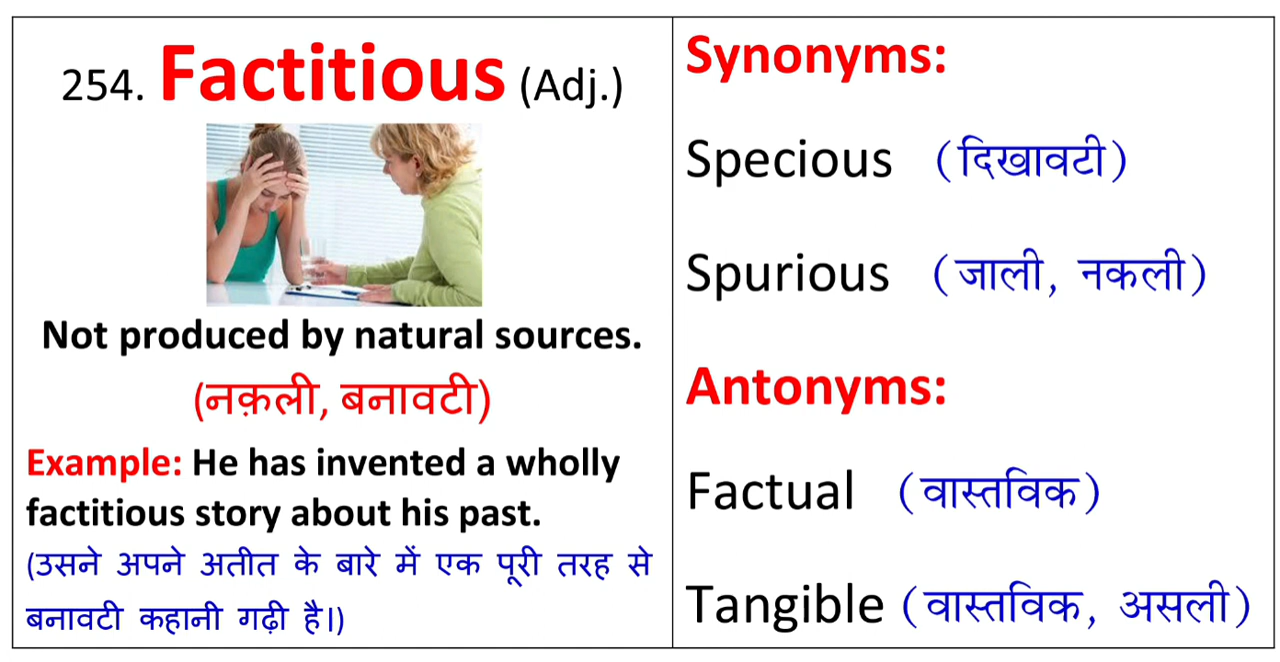 254. Factitious (Adj.)
Not produced by natural sources.
(नक़ली, बनावटी)
Example: He has invented a wholly
factitious story about his past.
(उसने अपने अतीत के बारे में एक पूरी तरह से
बनावटी कहानी गढ़ी है।)
Synonyms:
Specious (दिखावटी)
Spurious (जाली, नकली)
Antonyms:
Factual (वास्तविक)
Tangible (वास्तविक, असली)